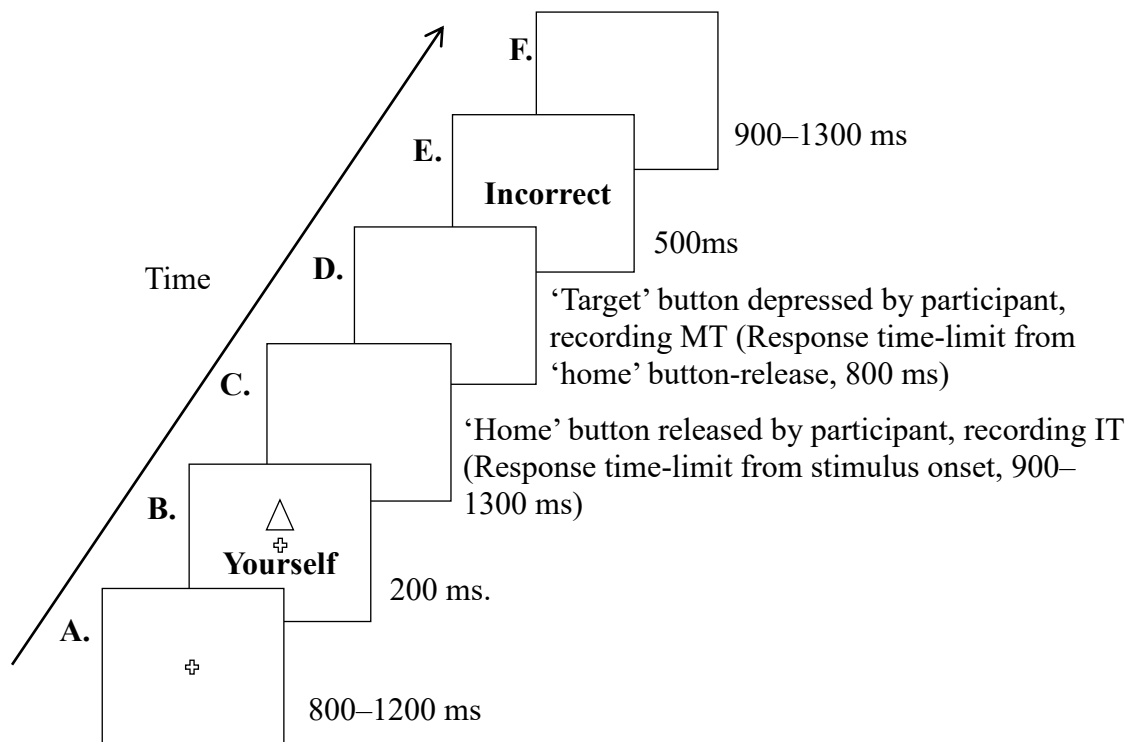 F.
900–1300 ms
E.
Incorrect
500ms
D.
Time
‘Target’ button depressed by participant,
recording MT (Response time-limit from
‘home’ button-release, 800 ms)
C.
‘Home’ button released by participant, recording IT
(Response time-limit from stimulus onset, 900–
1300 ms)
B.
Yourself
200 ms.
A.
800–1200 ms